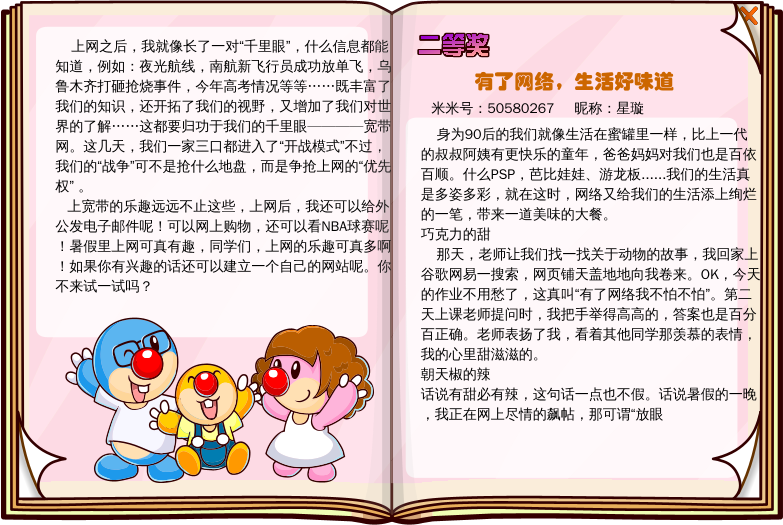 上网之后，我就像长了一对“千里眼”，什么信息都能
知道，例如：夜光航线，南航新飞行员成功放单飞，乌
鲁木齐打砸抢烧事件，今年高考情况等等……既丰富了
我们的知识，还开拓了我们的视野，又增加了我们对世
界的了解……这都要归功于我们的千里眼————宽带
网。这几天，我们一家三口都进入了“开战模式”不过，
我们的“战争”可不是抢什么地盘，而是争抢上网的“优先
权” 。
上宽带的乐趣远远不止这些，上网后，我还可以给外
公发电子邮件呢！可以网上购物，还可以看NBA球赛呢
！暑假里上网可真有趣，同学们，上网的乐趣可真多啊
！如果你有兴趣的话还可以建立一个自己的网站呢。你
不来试一试吗？
二等奖
有了网络，生活好味道
米米号：50580267 昵称：星璇
身为90后的我们就像生活在蜜罐里一样，比上一代
的叔叔阿姨有更快乐的童年，爸爸妈妈对我们也是百依
百顺。什么PSP，芭比娃娃、游龙板……我们的生活真
是多姿多彩，就在这时，网络又给我们的生活添上绚烂
的一笔，带来一道美味的大餐。
巧克力的甜
那天，老师让我们找一找关于动物的故事，我回家上
谷歌网易一搜索，网页铺天盖地地向我卷来。OK，今天
的作业不用愁了，这真叫“有了网络我不怕不怕”。第二
天上课老师提问时，我把手举得高高的，答案也是百分
百正确。老师表扬了我，看着其他同学那羡慕的表情，
我的心里甜滋滋的。
朝天椒的辣
话说有甜必有辣，这句话一点也不假。话说暑假的一晚
，我正在网上尽情的飙帖，那可谓“放眼